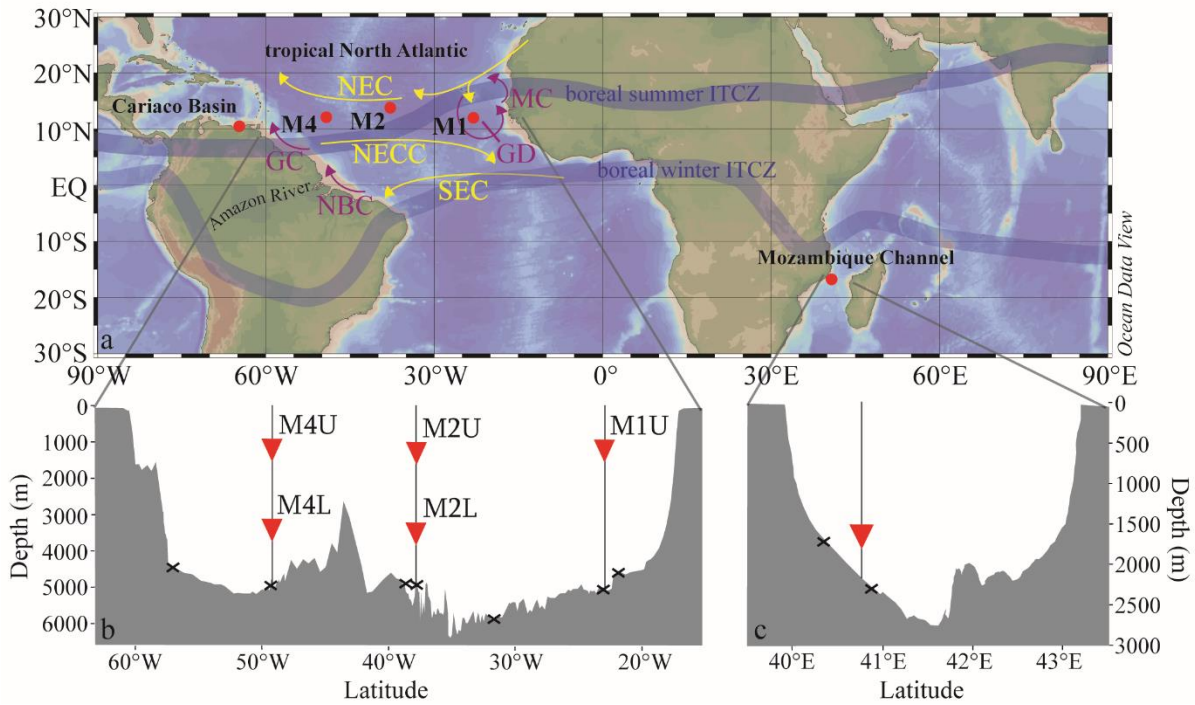 30°N
20°N
10°N
EQ
10°S
20°S
30°S
tropical North Atlantic
NEC
MC
boreal summer ITCZ
Cariaco Basin
M4
M2
M1
GC
NECC
GD
boreal winter ITCZ
SEC
Amazon River
NBC
Mozambique Channel
a
Ocean Data View
90°W
60°W
30°W
0°E
30°E
60°E
90°E
0
1000
2000
3000
4000
5000
6000
Depth (m)
M4U
M2U
M1U
M4L
M2L
b
60°W
50°W
40°W
30°W
20°W
Latitude
0
500
1000
1500
2000
2500
3000
Depth (m)
c
40°E
41°E
42°E
43°E
Latitude